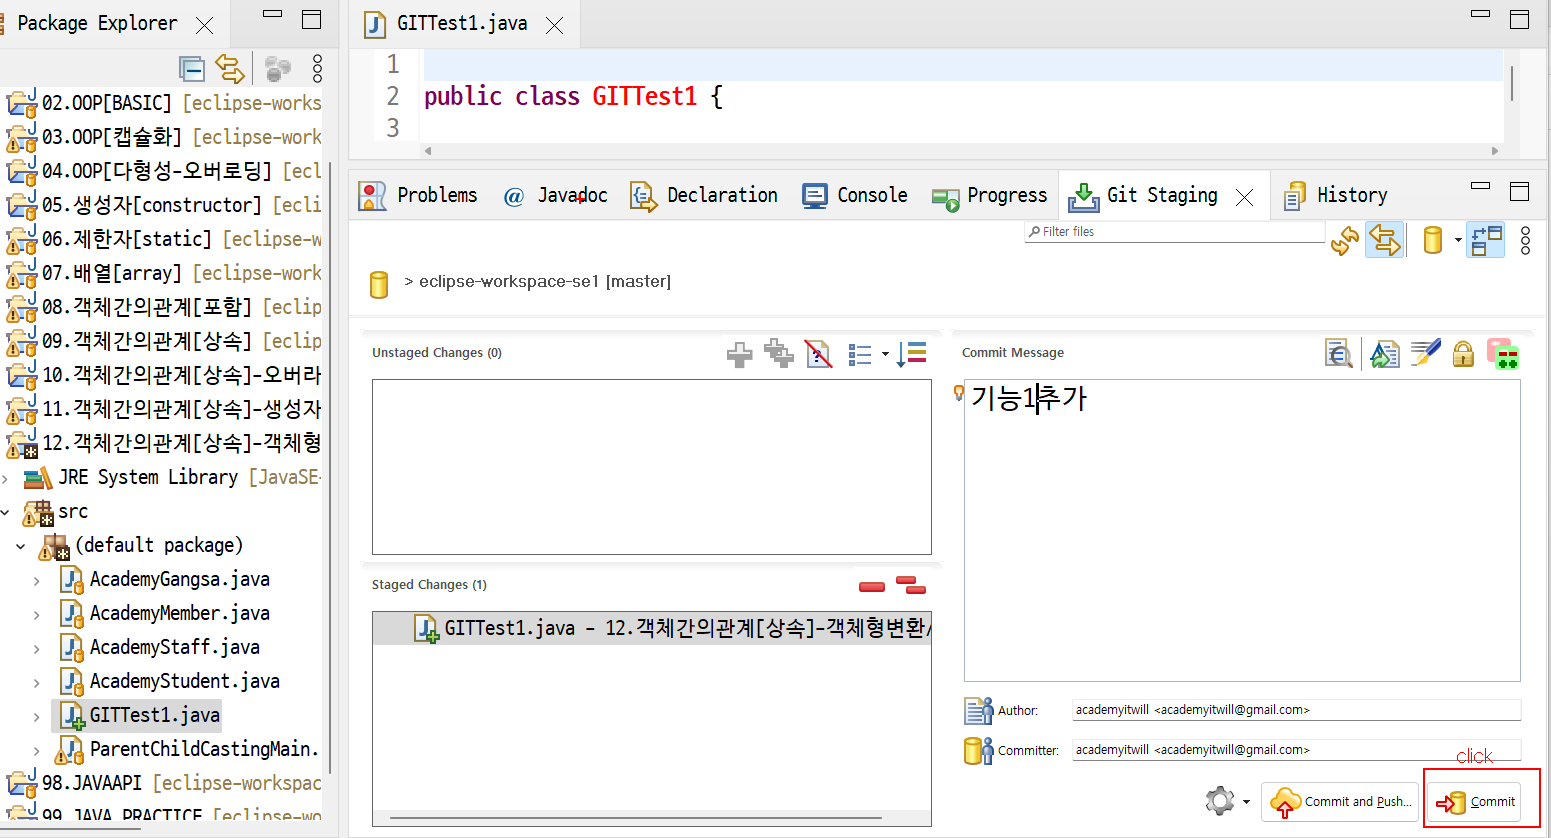 Package Explorer
02.OOP[BASIC] [eclipse-works
03.OOP[캡슐화] [eclipse-work
04.OOP[다형성-오버로딩] [ecl
05.생성자[constructor] [ecli
06.제한자[static] [eclipse-w
07.배열[array] [eclipse-work
08.객체간의관계[포함] [eclip
09.객체간의관계[상속] [eclip
10.객체간의관계[상속]-오버라
11.객체간의관계[상속]-생성자
12.객체간의관계[상속]-객체형
JRE System Library [JavaSE-
src
(default package)
AcademyGangsa.java
AcademyMember.java
AcademyStaff.java
AcademyStudent.java
GITTest1.java
ParentChildCastingMain.
98.JAVAAPI [eclipse-workspac
99.JAVA PRACTICE [eclipse-wo
GITTest1.java
1
2 public class GITTest1 {
3
Problems
Javadoc
Declaration
Console
Progress
Git Staging
History
Filter files
> eclipse-workspace-se1 [master]
Unstaged Changes (0)
Staged Changes (1)
GITTest1.java - 12.객체간의관계[상속]-객체형변환/
Commit Message
기능1추가
Author: academyitwill <academyitwill@gmail.com>
Committer: academyitwill <academyitwill@gmail.com>
click
Commit and Push...
Commit